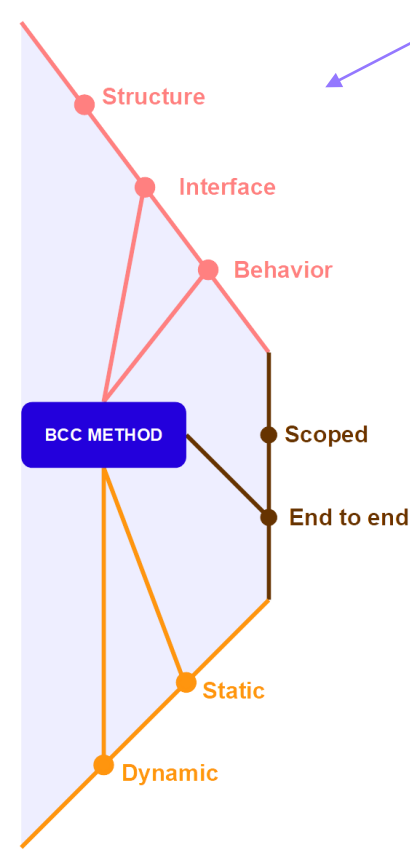 Structure
Interface
Behavior
BCC METHOD
Scoped
End to end
Static
Dynamic